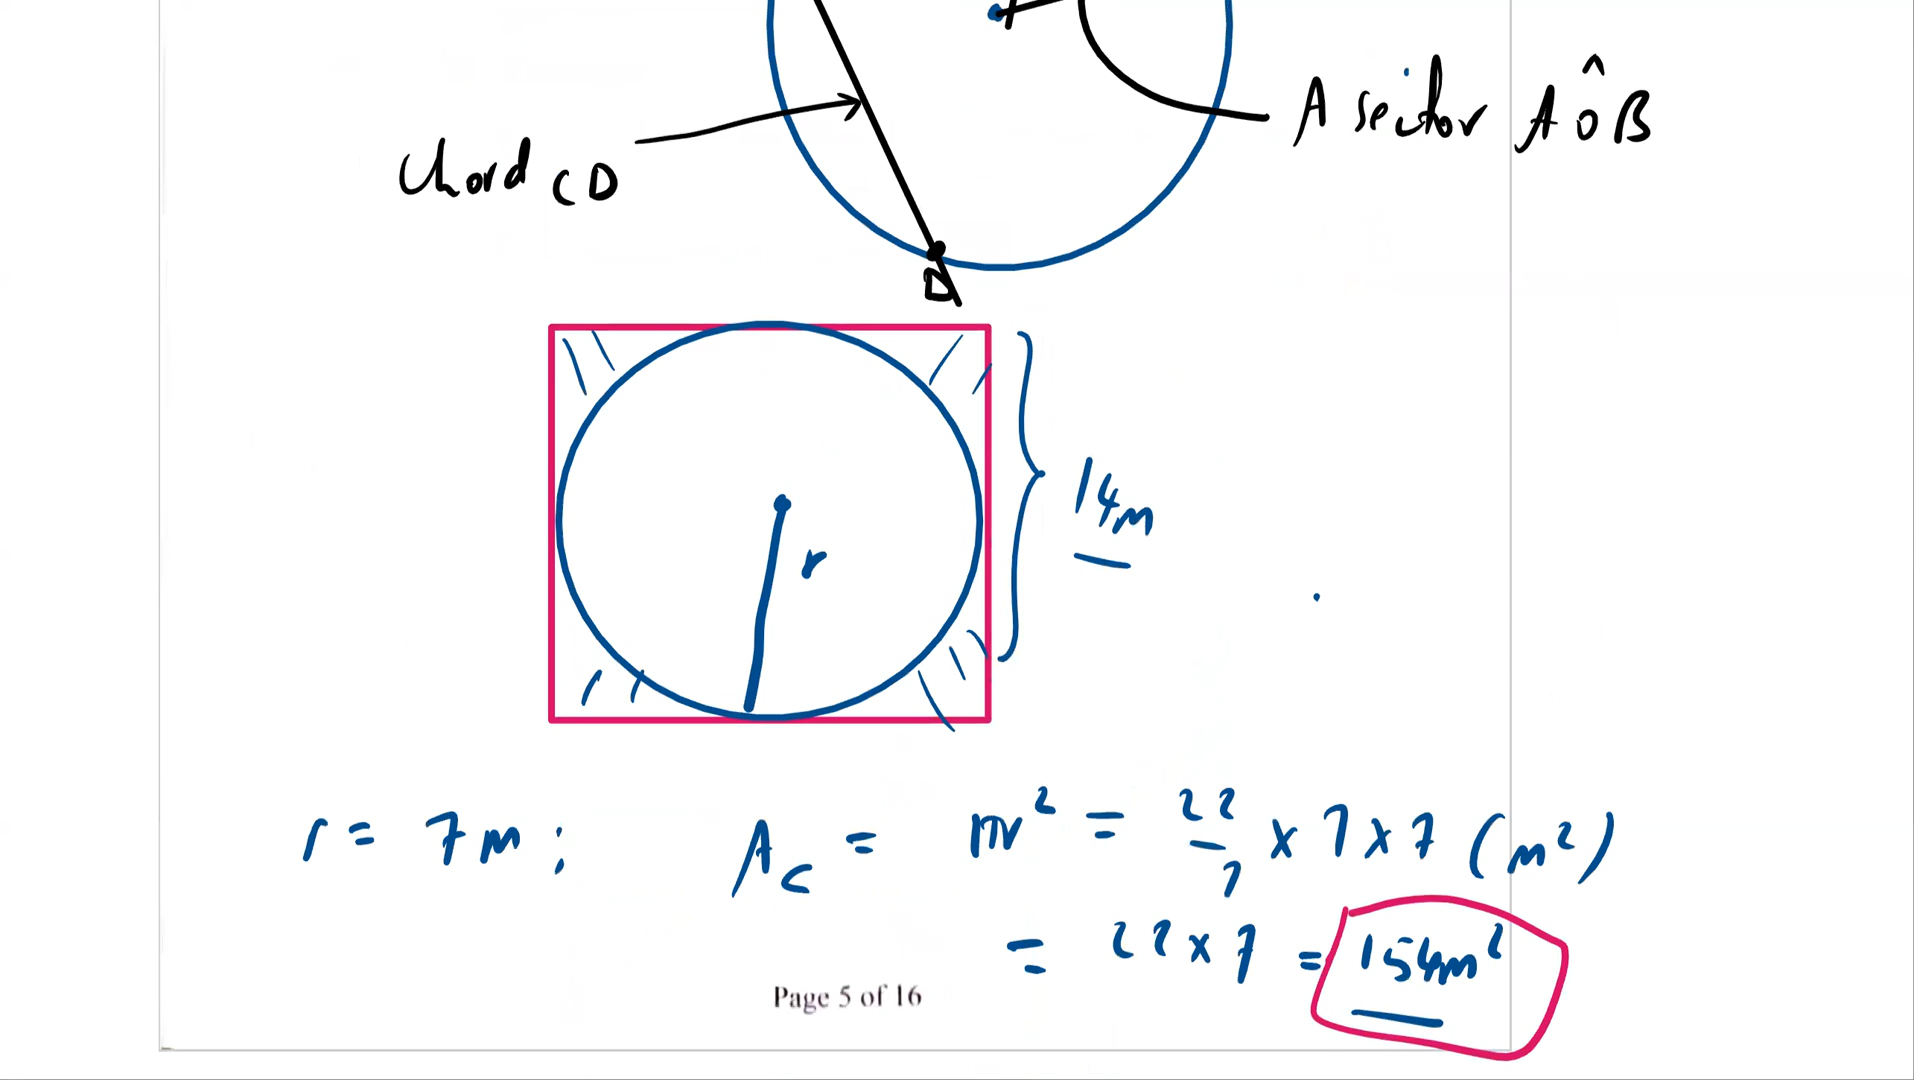 A sector AÔB
Chord CD
D
14m
r
r = 7m ; Ac = πr² = 22/7 x 7 x 7 (m²)
= 22 x 7 = 154m²
Page 5 of 16